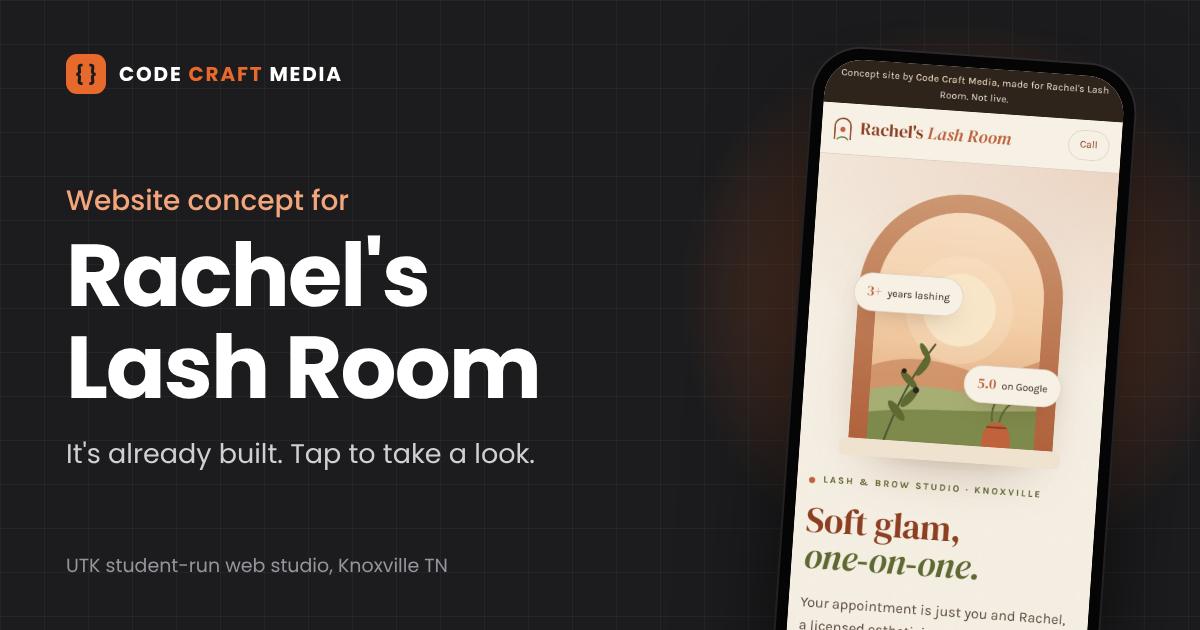 { } CODE CRAFT MEDIA
Website concept for
Rachel's
Lash Room
It's already built. Tap to take a look.
UTK student-run web studio, Knoxville TN
Concept site by Code Craft Media, made for Rachel's Lash
Room. Not live.
Rachel's Lash Room
Call
3+ years lashing
5.0 on Google
LASH & BROW STUDIO · KNOXVILLE
Soft glam,
one-on-one.
Your appointment is just you and Rachel,
a licensed